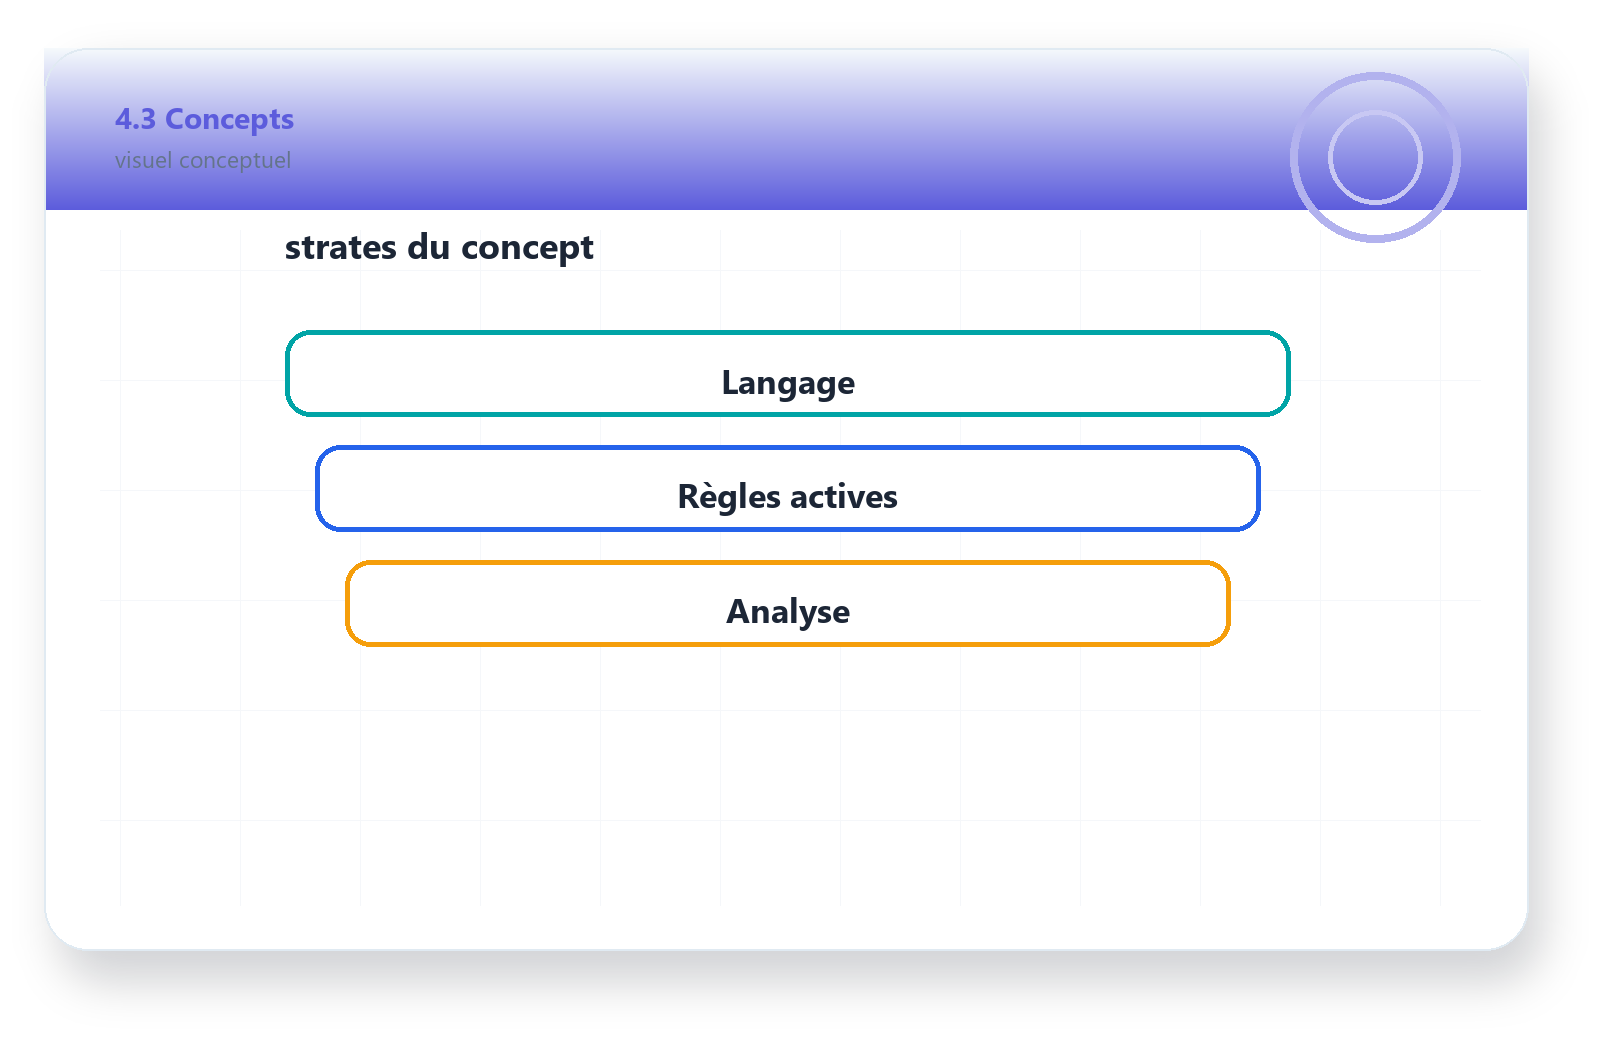 4.3 Concepts
visuel conceptuel
strates du concept
Langage
Règles actives
Analyse